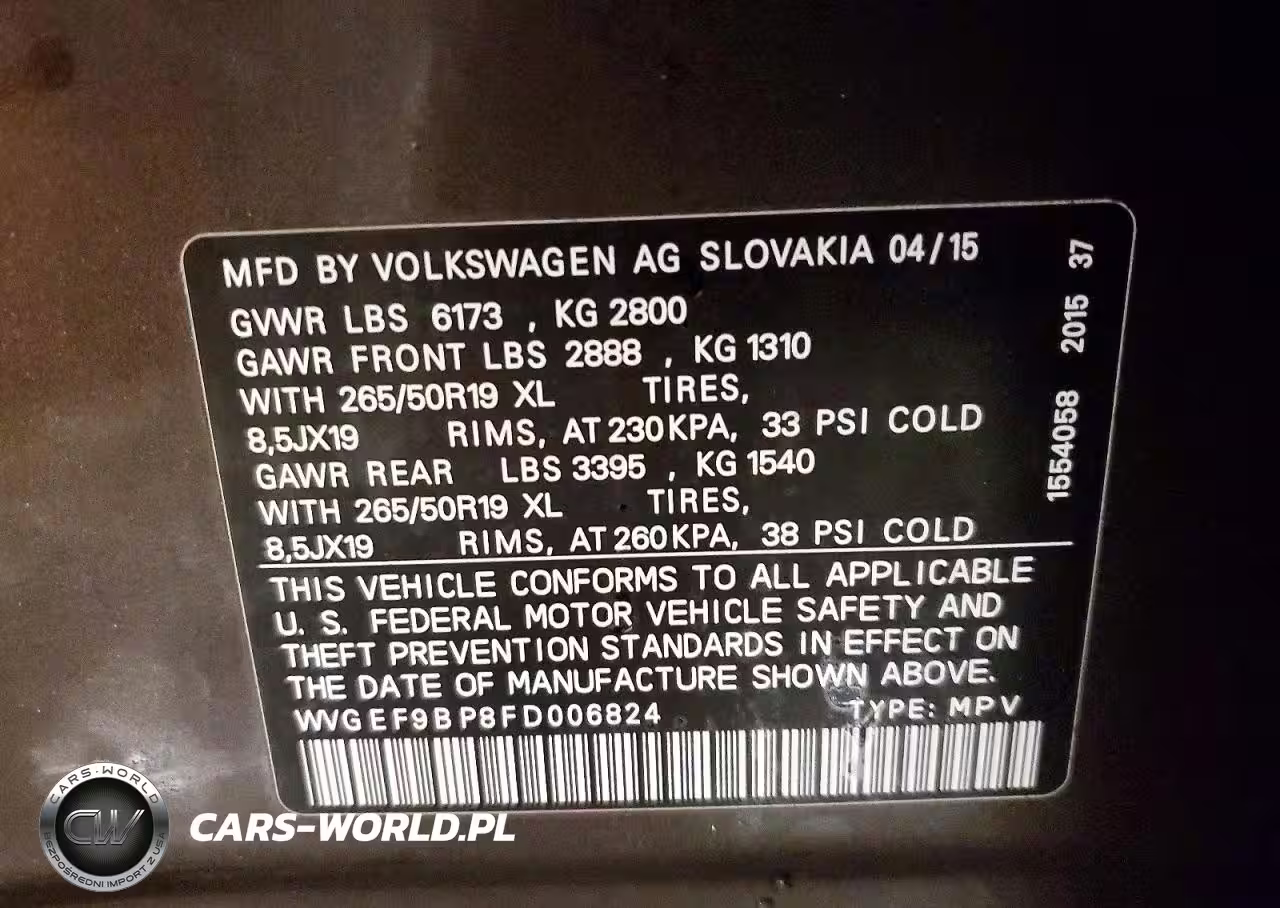 MFD BY VOLKSWAGEN AG SLOVAKIA 04/15
GVWR LBS 6173 , KG 2800
GAWR FRONT LBS 2888 , KG 1310
WITH 265/50R19 XL TIRES,
8,5JX19 RIMS, AT 230KPA, 33 PSI COLD
GAWR REAR LBS 3395 , KG 1540
WITH 265/50R19 XL TIRES,
8,5JX19 RIMS, AT 260KPA, 38 PSI COLD
THIS VEHICLE CONFORMS TO ALL APPLICABLE
U. S. FEDERAL MOTOR VEHICLE SAFETY AND
THEFT PREVENTION STANDARDS IN EFFECT ON
THE DATE OF MANUFACTURE SHOWN ABOVE.
WVGEF9BP8FD006824 TYPE: MPV
1554058 2015 37
CARS-WORLD
CW
BEZPOŚREDNI IMPORT Z USA
CARS-WORLD.PL